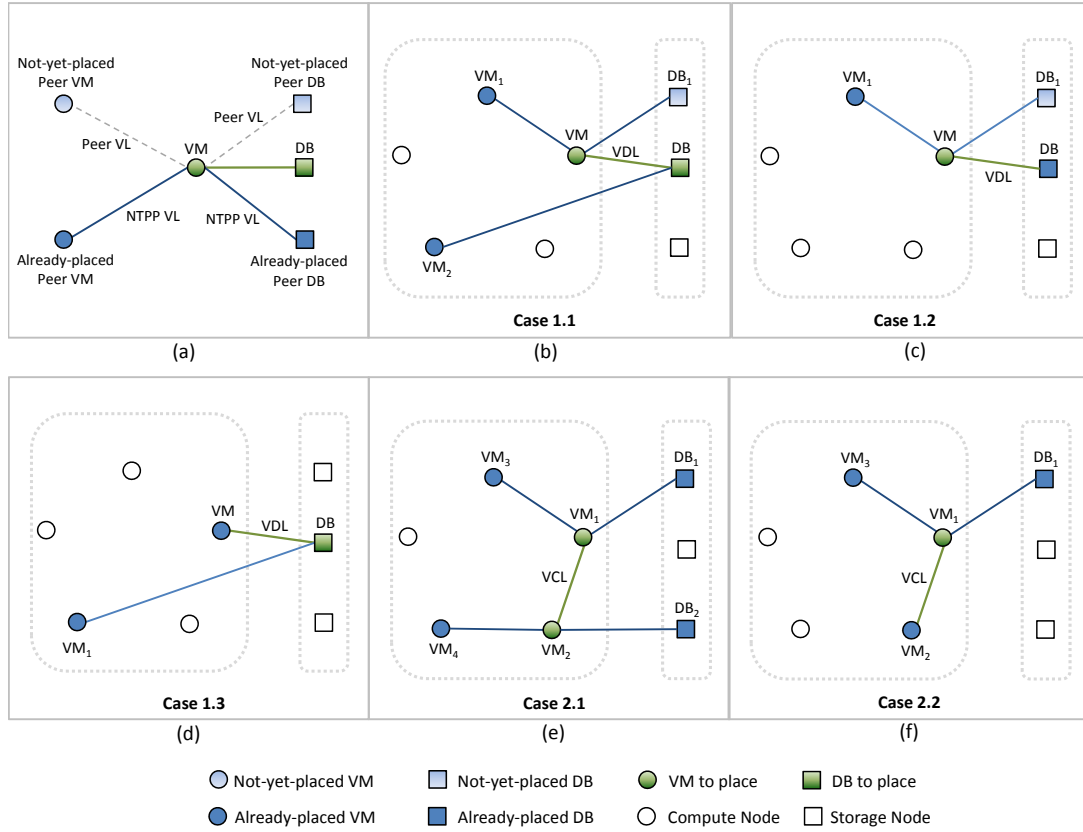 Not-yet-placed
Peer VM
Not-yet-placed
Peer DB
Peer VL
Peer VL
VM
DB
NTPP VL
NTPP VL
Already-placed
Peer VM
Already-placed
Peer DB
(a)
VM₁
DB₁
VM
VDL
DB
VM₂
Case 1.1
(b)
VM₁
DB₁
VM
DB
VDL
Case 1.2
(c)
VM
VDL
DB
VM₁
Case 1.3
(d)
VM₃
DB₁
VM₁
VCL
DB₂
VM₄
VM₂
Case 2.1
(e)
VM₃
DB₁
VM₁
VCL
VM₂
Case 2.2
(f)
Not-yet-placed VM
Not-yet-placed DB
VM to place
DB to place
Already-placed VM
Already-placed DB
Compute Node
Storage Node